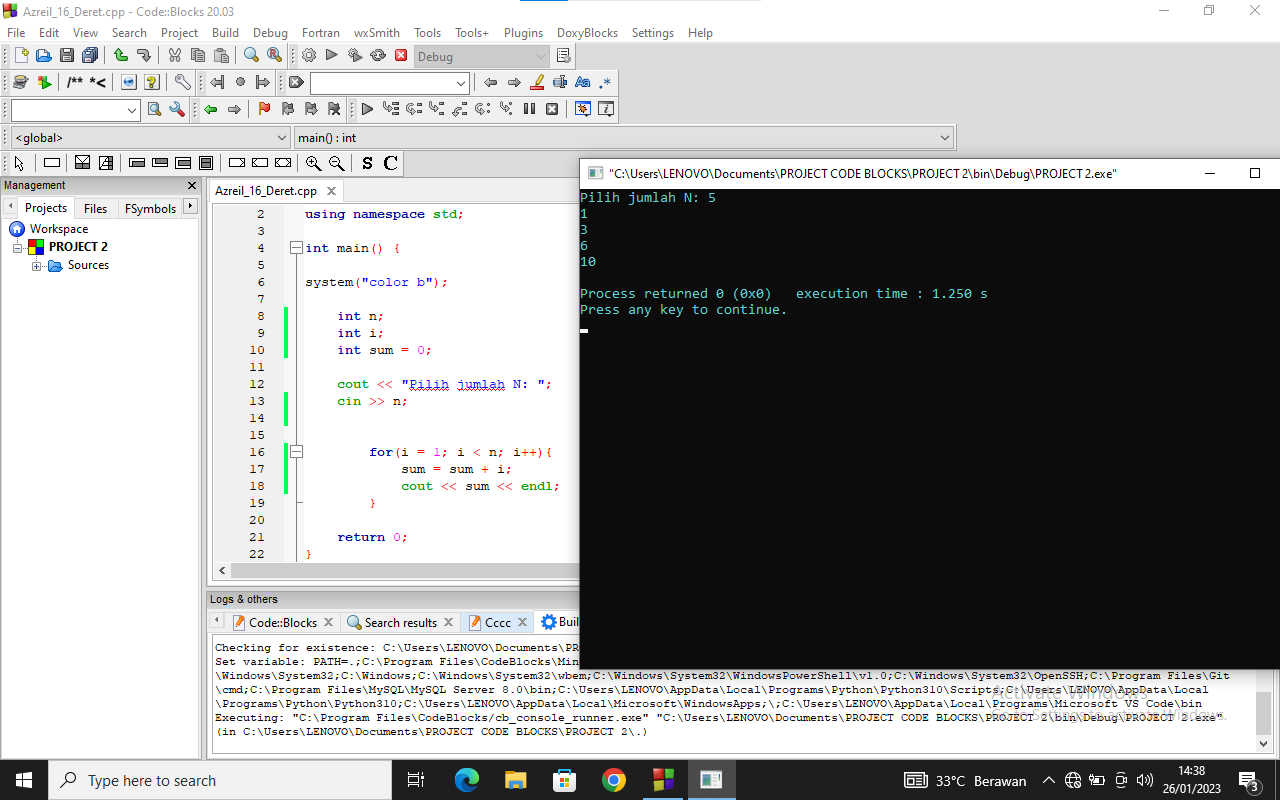 Azreil_16_Deret.cpp - Code::Blocks 20.03
File Edit View Search Project Build Debug Fortran wxSmith Tools Tools+ Plugins DoxyBlocks Settings Help
Debug
/** *<
Aa .*
<global> main() : int
S C
Management
Projects Files FSymbols
Workspace
PROJECT 2
Sources
Azreil_16_Deret.cpp
2 using namespace std;
3
4 int main() {
5
6 system("color b");
7
8 int n;
9 int i;
10 int sum = 0;
11
12 cout << "Pilih jumlah N: ";
13 cin >> n;
14
15
16 for(i = 1; i < n; i++){
17 sum = sum + i;
18 cout << sum << endl;
19 }
20
21 return 0;
22 }
"C:\Users\LENOVO\Documents\PROJECT CODE BLOCKS\PROJECT 2\bin\Debug\PROJECT 2.exe"
Pilih jumlah N: 5
1
3
6
10
Process returned 0 (0x0) execution time : 1.250 s
Press any key to continue.
Logs & others
Code::Blocks Search results Cccc Buil
Checking for existence: C:\Users\LENOVO\Documents\PR
Set variable: PATH=.;C:\Program Files\CodeBlocks\Min
\Windows\System32;C:\Windows;C:\Windows\System32\wbem;C:\Windows\System32\WindowsPowerShell\v1.0;C:\Windows\System32\OpenSSH;C:\Program Files\Git
\cmd;C:\Program Files\MySQL\MySQL Server 8.0\bin;C:\Users\LENOVO\AppData\Local\Programs\Python\Python310\Scripts;C:\Users\LENOVO\AppData\Local
\Programs\Python\Python310;C:\Users\LENOVO\AppData\Local\Microsoft\WindowsApps;\;C:\Users\LENOVO\AppData\Local\Programs\Microsoft VS Code\bin
Executing: "C:\Program Files\CodeBlocks/cb_console_runner.exe" "C:\Users\LENOVO\Documents\PROJECT CODE BLOCKS\PROJECT 2\bin\Debug\PROJECT 2.exe"
(in C:\Users\LENOVO\Documents\PROJECT CODE BLOCKS\PROJECT 2\.)
Activate Windows
Go to Settings to activate Windows.
Type here to search
33°C Berawan
14:38
26/01/2023
3